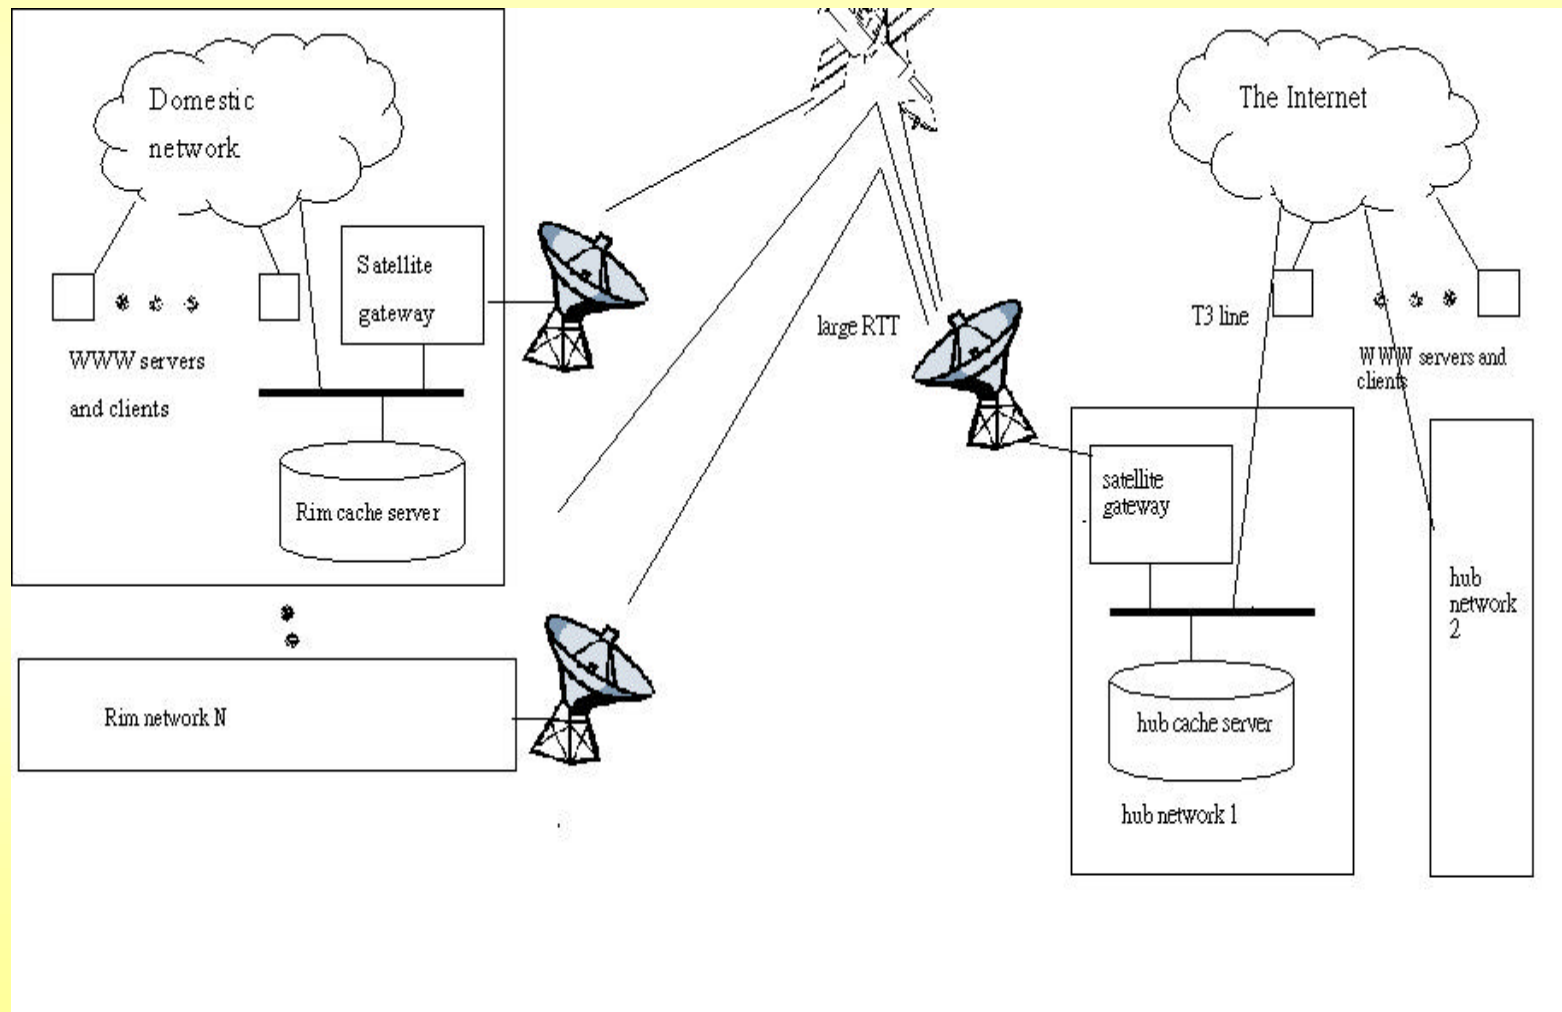 Domestic
network
The Internet
Satellite
gateway
large RTT
T3 line
WWW servers
and clients
WWW servers and
clients
Rim cache server
satellite
gateway
hub
network
2
Rim network N
hub cache server
hub network 1